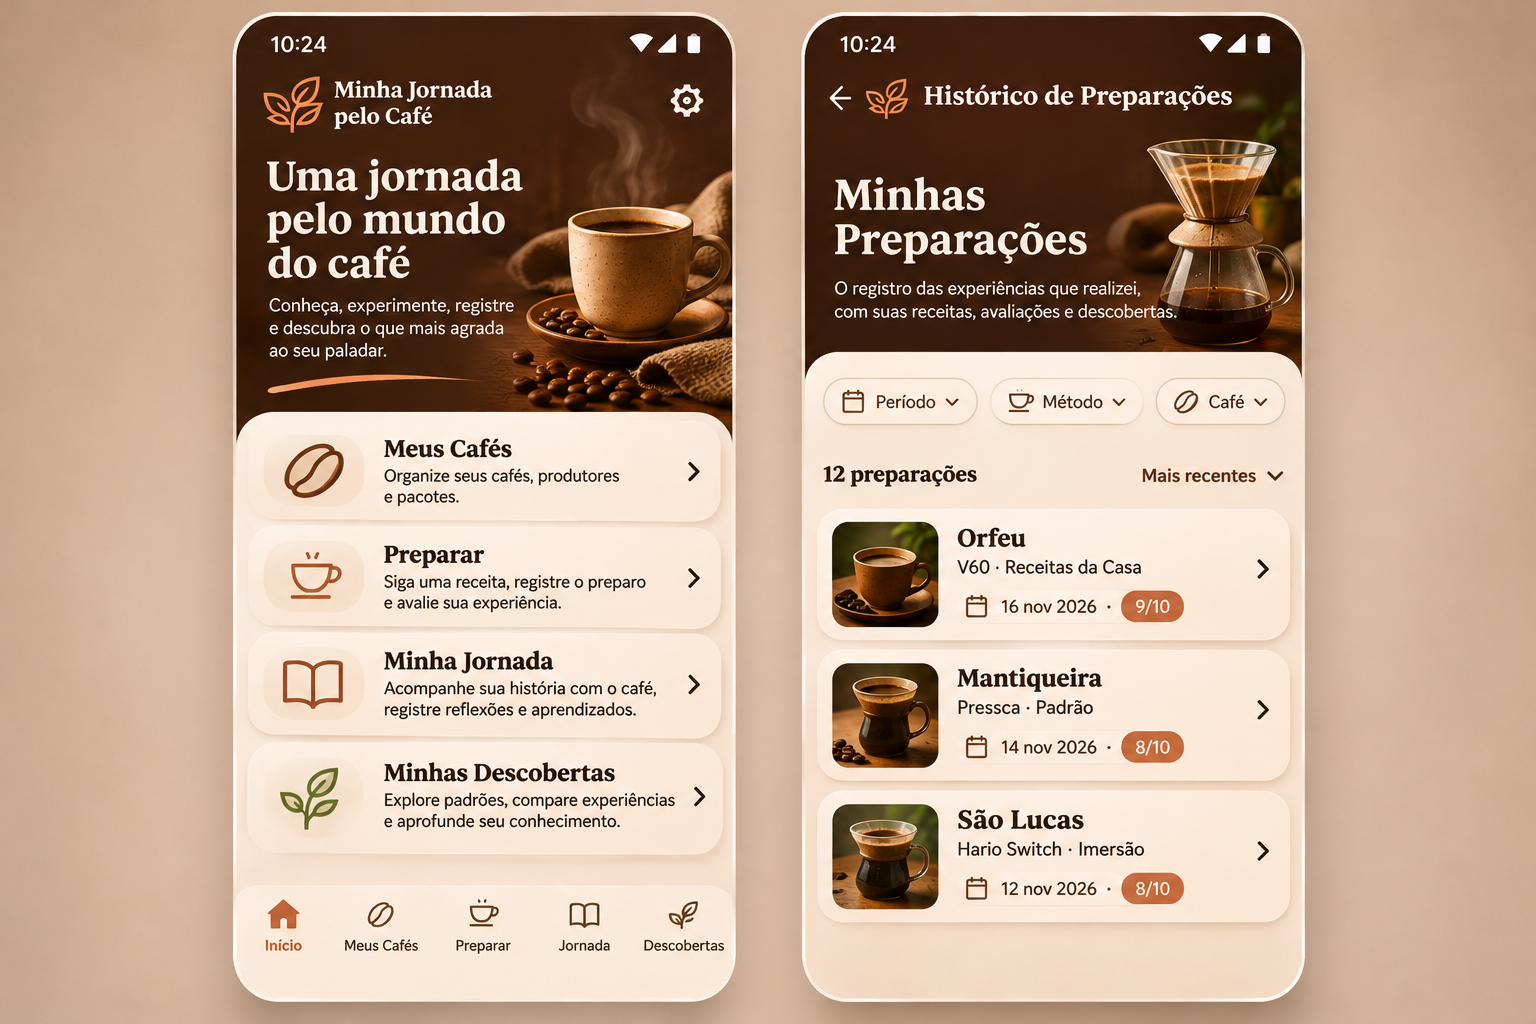 10:24
Minha Jornada
pelo Café
Uma jornada
pelo mundo
do café
Conheça, experimente, registre
e descubra o que mais agrada
ao seu paladar.
Meus Cafés
Organize seus cafés, produtores
e pacotes.
Preparar
Siga uma receita, registre o preparo
e avalie sua experiência.
Minha Jornada
Acompanhe sua história com o café,
registre reflexões e aprendizados.
Minhas Descobertas
Explore padrões, compare experiências
e aprofunde seu conhecimento.
Início
Meus Cafés
Preparar
Jornada
Descobertas
10:24
Histórico de Preparações
Minhas
Preparações
O registro das experiências que realizei,
com suas receitas, avaliações e descobertas.
Período
Método
Café
12 preparações
Mais recentes
Orfeu
V60 · Receitas da Casa
16 nov 2026 · 9/10
Mantiqueira
Pressca · Padrão
14 nov 2026 · 8/10
São Lucas
Hario Switch · Imersão
12 nov 2026 · 8/10